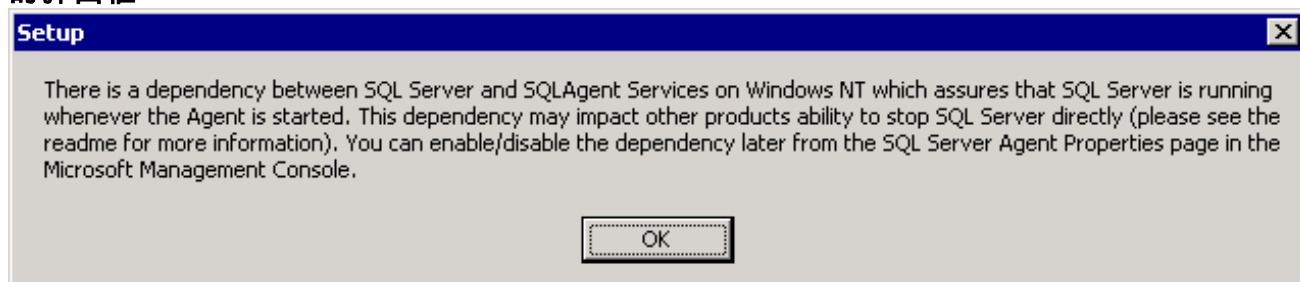 Setup
There is a dependency between SQL Server and SQLAgent Services on Windows NT which assures that SQL Server is running
whenever the Agent is started. This dependency may impact other products ability to stop SQL Server directly (please see the
readme for more information). You can enable/disable the dependency later from the SQL Server Agent Properties page in the
Microsoft Management Console.
OK